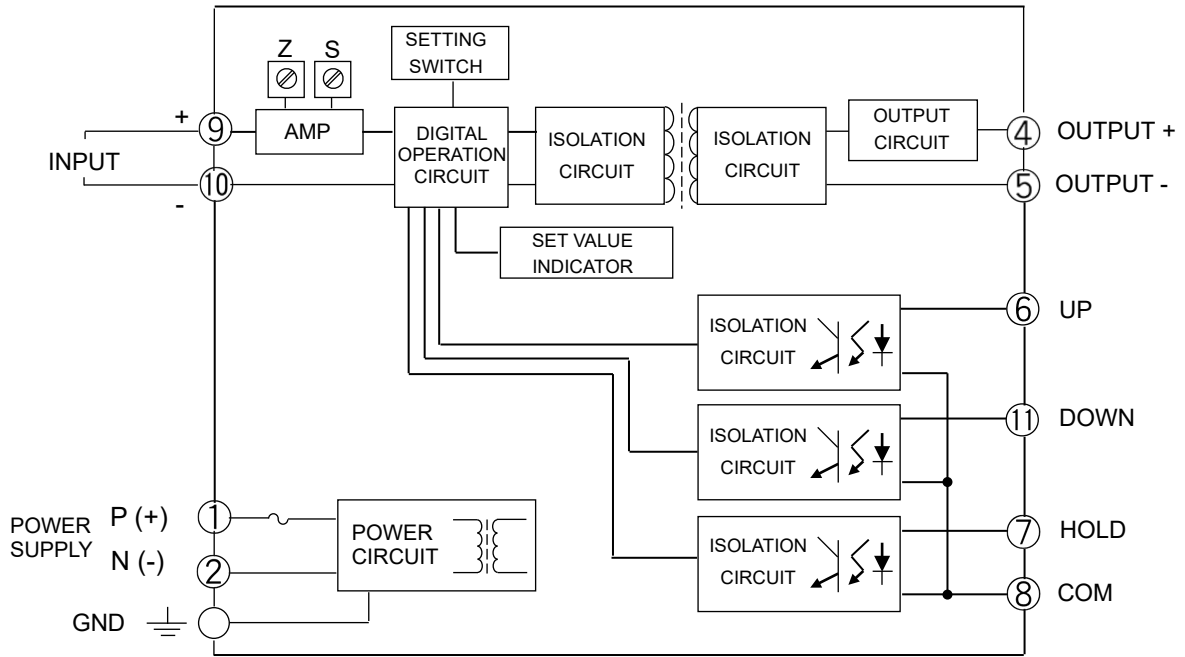 SETTING
SWITCH
Z S
+
9
AMP
DIGITAL
OPERATION
CIRCUIT
ISOLATION
CIRCUIT
ISOLATION
CIRCUIT
OUTPUT
CIRCUIT
4
OUTPUT +
INPUT
10
-
5
OUTPUT -
SET VALUE
INDICATOR
ISOLATION
CIRCUIT
6
UP
ISOLATION
CIRCUIT
11
DOWN
POWER
SUPPLY
P (+)
1
N (-)
2
POWER
CIRCUIT
ISOLATION
CIRCUIT
7
HOLD
8
COM
GND